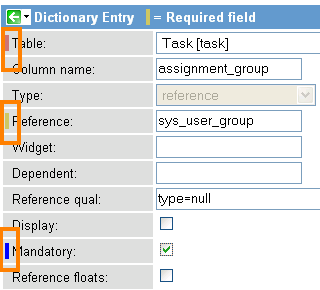 Dictionary Entry = Required field
Table: Task [task]
Column name: assignment_group
Type: reference
Reference: sys_user_group
Widget:
Dependent:
Reference qual: type=null
Display:
Mandatory:
Reference floats: